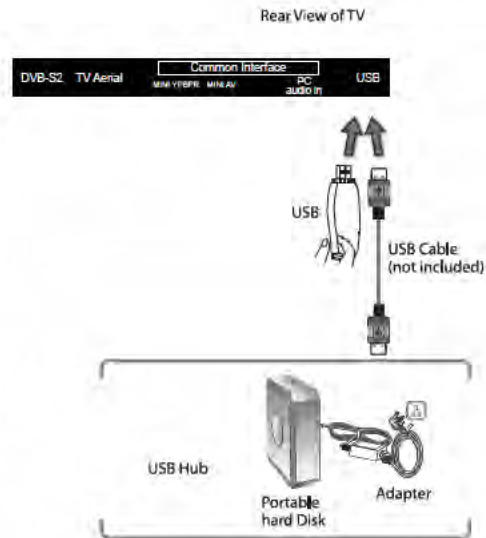 Rear View of TV
Common Interface
DVB-S2 TV Aerial MINI YPBPR MINI AV PC audio in USB
USB
USB Cable
(not included)
USB Hub
Portable
hard Disk
Adapter